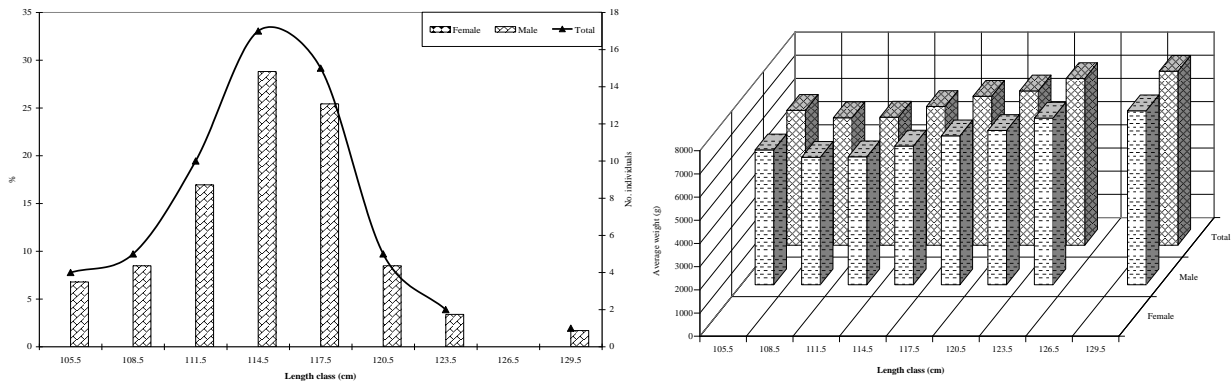 35
30
25
20
15
10
5
0
%
Female Male Total
18
16
14
12
10
8
6
4
2
0
No. individuals
105.5 108.5 111.5 114.5 117.5 120.5 123.5 126.5 129.5
Length class (cm)
8000
7000
6000
5000
4000
3000
2000
1000
0
Average weight (g)
105.5 108.5 111.5 114.5 117.5 120.5 123.5 126.5 129.5
Length class (cm)
Total
Male
Female